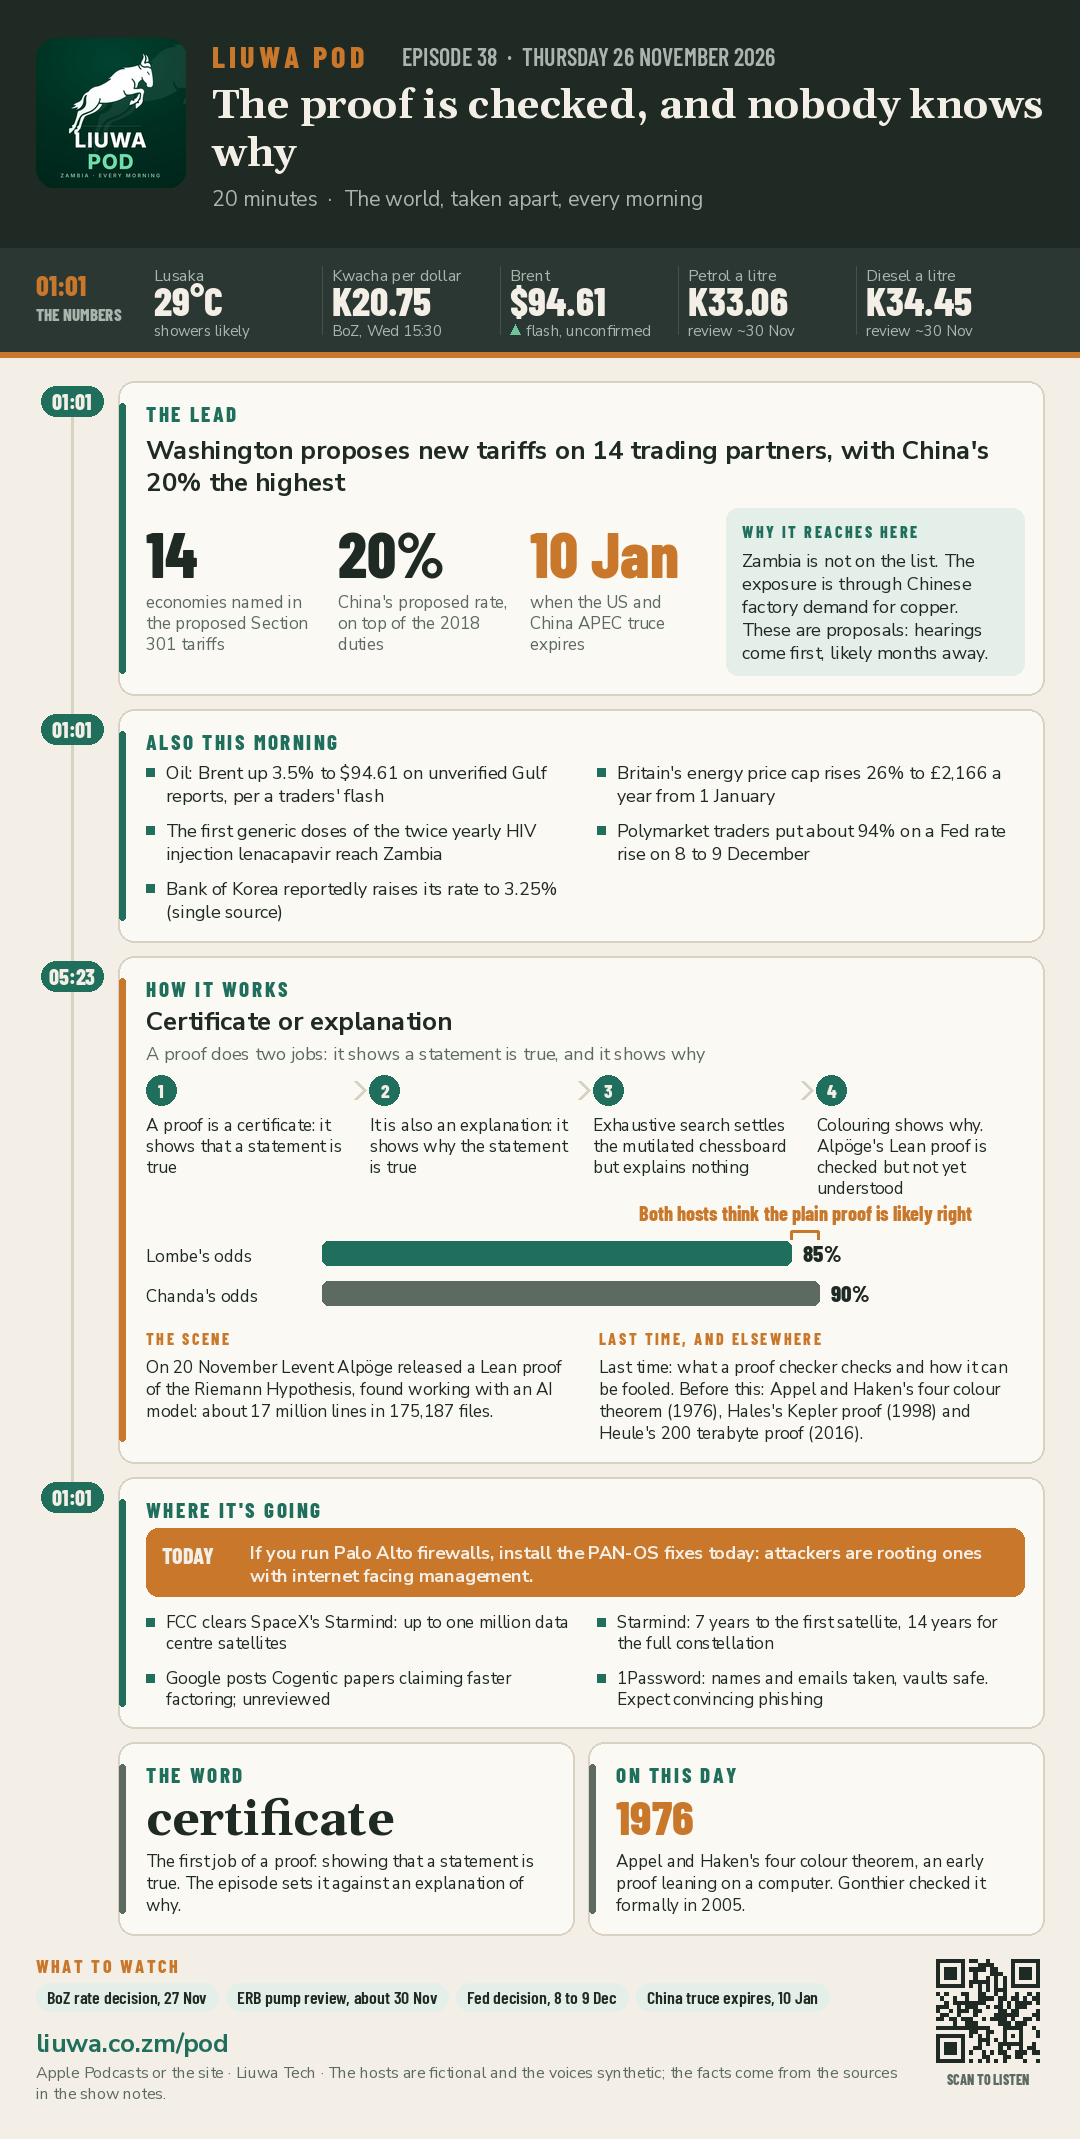 LIUWA
POD
ZAMBIA · EVERY MORNING
LIUWA POD EPISODE 38 · THURSDAY 26 NOVEMBER 2026
The proof is checked, and nobody knows
why
20 minutes · The world, taken apart, every morning
01:01
THE NUMBERS
Lusaka
29°C
showers likely
Kwacha per dollar
K20.75
BoZ, Wed 15:30
Brent
$94.61
▲ flash, unconfirmed
Petrol a litre
K33.06
review ~30 Nov
Diesel a litre
K34.45
review ~30 Nov
01:01
THE LEAD
Washington proposes new tariffs on 14 trading partners, with China's
20% the highest
14
economies named in
the proposed Section
301 tariffs
20%
China's proposed rate,
on top of the 2018
duties
10 Jan
when the US and
China APEC truce
expires
WHY IT REACHES HERE
Zambia is not on the list. The
exposure is through Chinese
factory demand for copper.
These are proposals: hearings
come first, likely months away.
01:01
ALSO THIS MORNING
Oil: Brent up 3.5% to $94.61 on unverified Gulf
reports, per a traders' flash
The first generic doses of the twice yearly HIV
injection lenacapavir reach Zambia
Bank of Korea reportedly raises its rate to 3.25%
(single source)
Britain's energy price cap rises 26% to £2,166 a
year from 1 January
Polymarket traders put about 94% on a Fed rate
rise on 8 to 9 December
05:23
HOW IT WORKS
Certificate or explanation
A proof does two jobs: it shows a statement is true, and it shows why
1
A proof is a certificate: it
shows that a statement is
true
2
It is also an explanation: it
shows why the statement
is true
3
Exhaustive search settles
the mutilated chessboard
but explains nothing
4
Colouring shows why.
Alpöge's Lean proof is
checked but not yet
understood
Both hosts think the plain proof is likely right
Lombe's odds 85%
Chanda's odds 90%
THE SCENE
On 20 November Levent Alpöge released a Lean proof
of the Riemann Hypothesis, found working with an AI
model: about 17 million lines in 175,187 files.
LAST TIME, AND ELSEWHERE
Last time: what a proof checker checks and how it can
be fooled. Before this: Appel and Haken's four colour
theorem (1976), Hales's Kepler proof (1998) and
Heule's 200 terabyte proof (2016).
01:01
WHERE IT'S GOING
TODAY
If you run Palo Alto firewalls, install the PAN-OS fixes today: attackers are rooting ones
with internet facing management.
FCC clears SpaceX's Starmind: up to one million data
centre satellites
Google posts Cogentic papers claiming faster
factoring; unreviewed
Starmind: 7 years to the first satellite, 14 years for
the full constellation
1Password: names and emails taken, vaults safe.
Expect convincing phishing
THE WORD
certificate
The first job of a proof: showing that a statement is
true. The episode sets it against an explanation of
why.
ON THIS DAY
1976
Appel and Haken's four colour theorem, an early
proof leaning on a computer. Gonthier checked it
formally in 2005.
WHAT TO WATCH
BoZ rate decision, 27 Nov
ERB pump review, about 30 Nov
Fed decision, 8 to 9 Dec
China truce expires, 10 Jan
liuwa.co.zm/pod
Apple Podcasts or the site · Liuwa Tech · The hosts are fictional and the voices synthetic; the facts come from the sources
in the show notes.
SCAN TO LISTEN